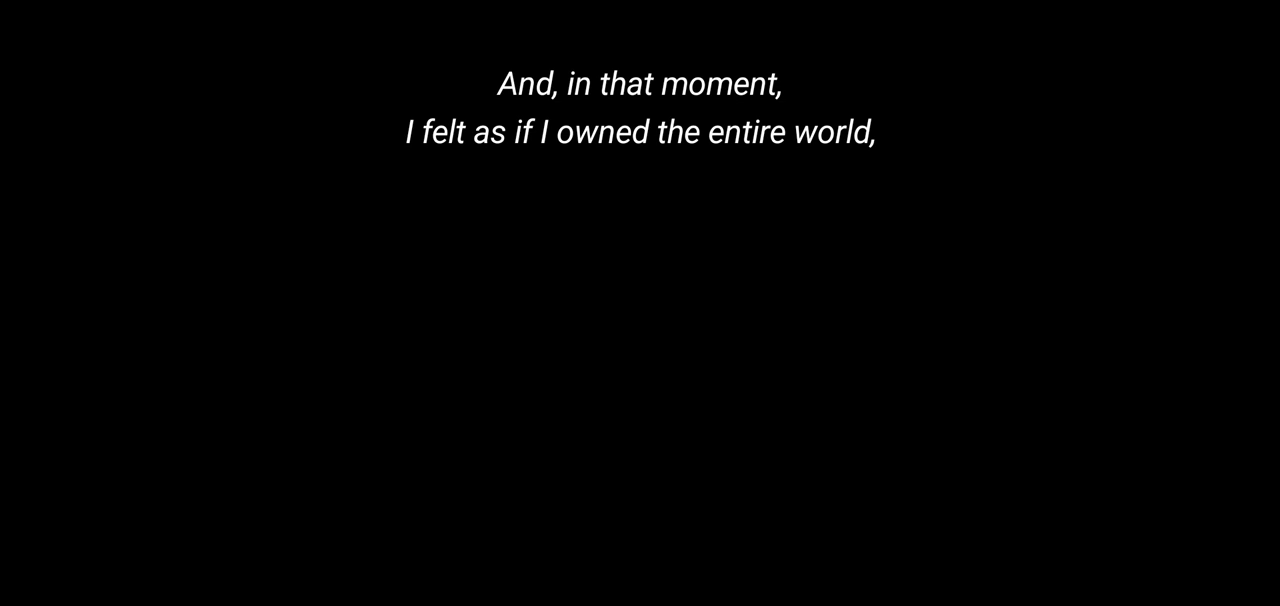 And, in that moment,
I felt as if I owned the entire world,